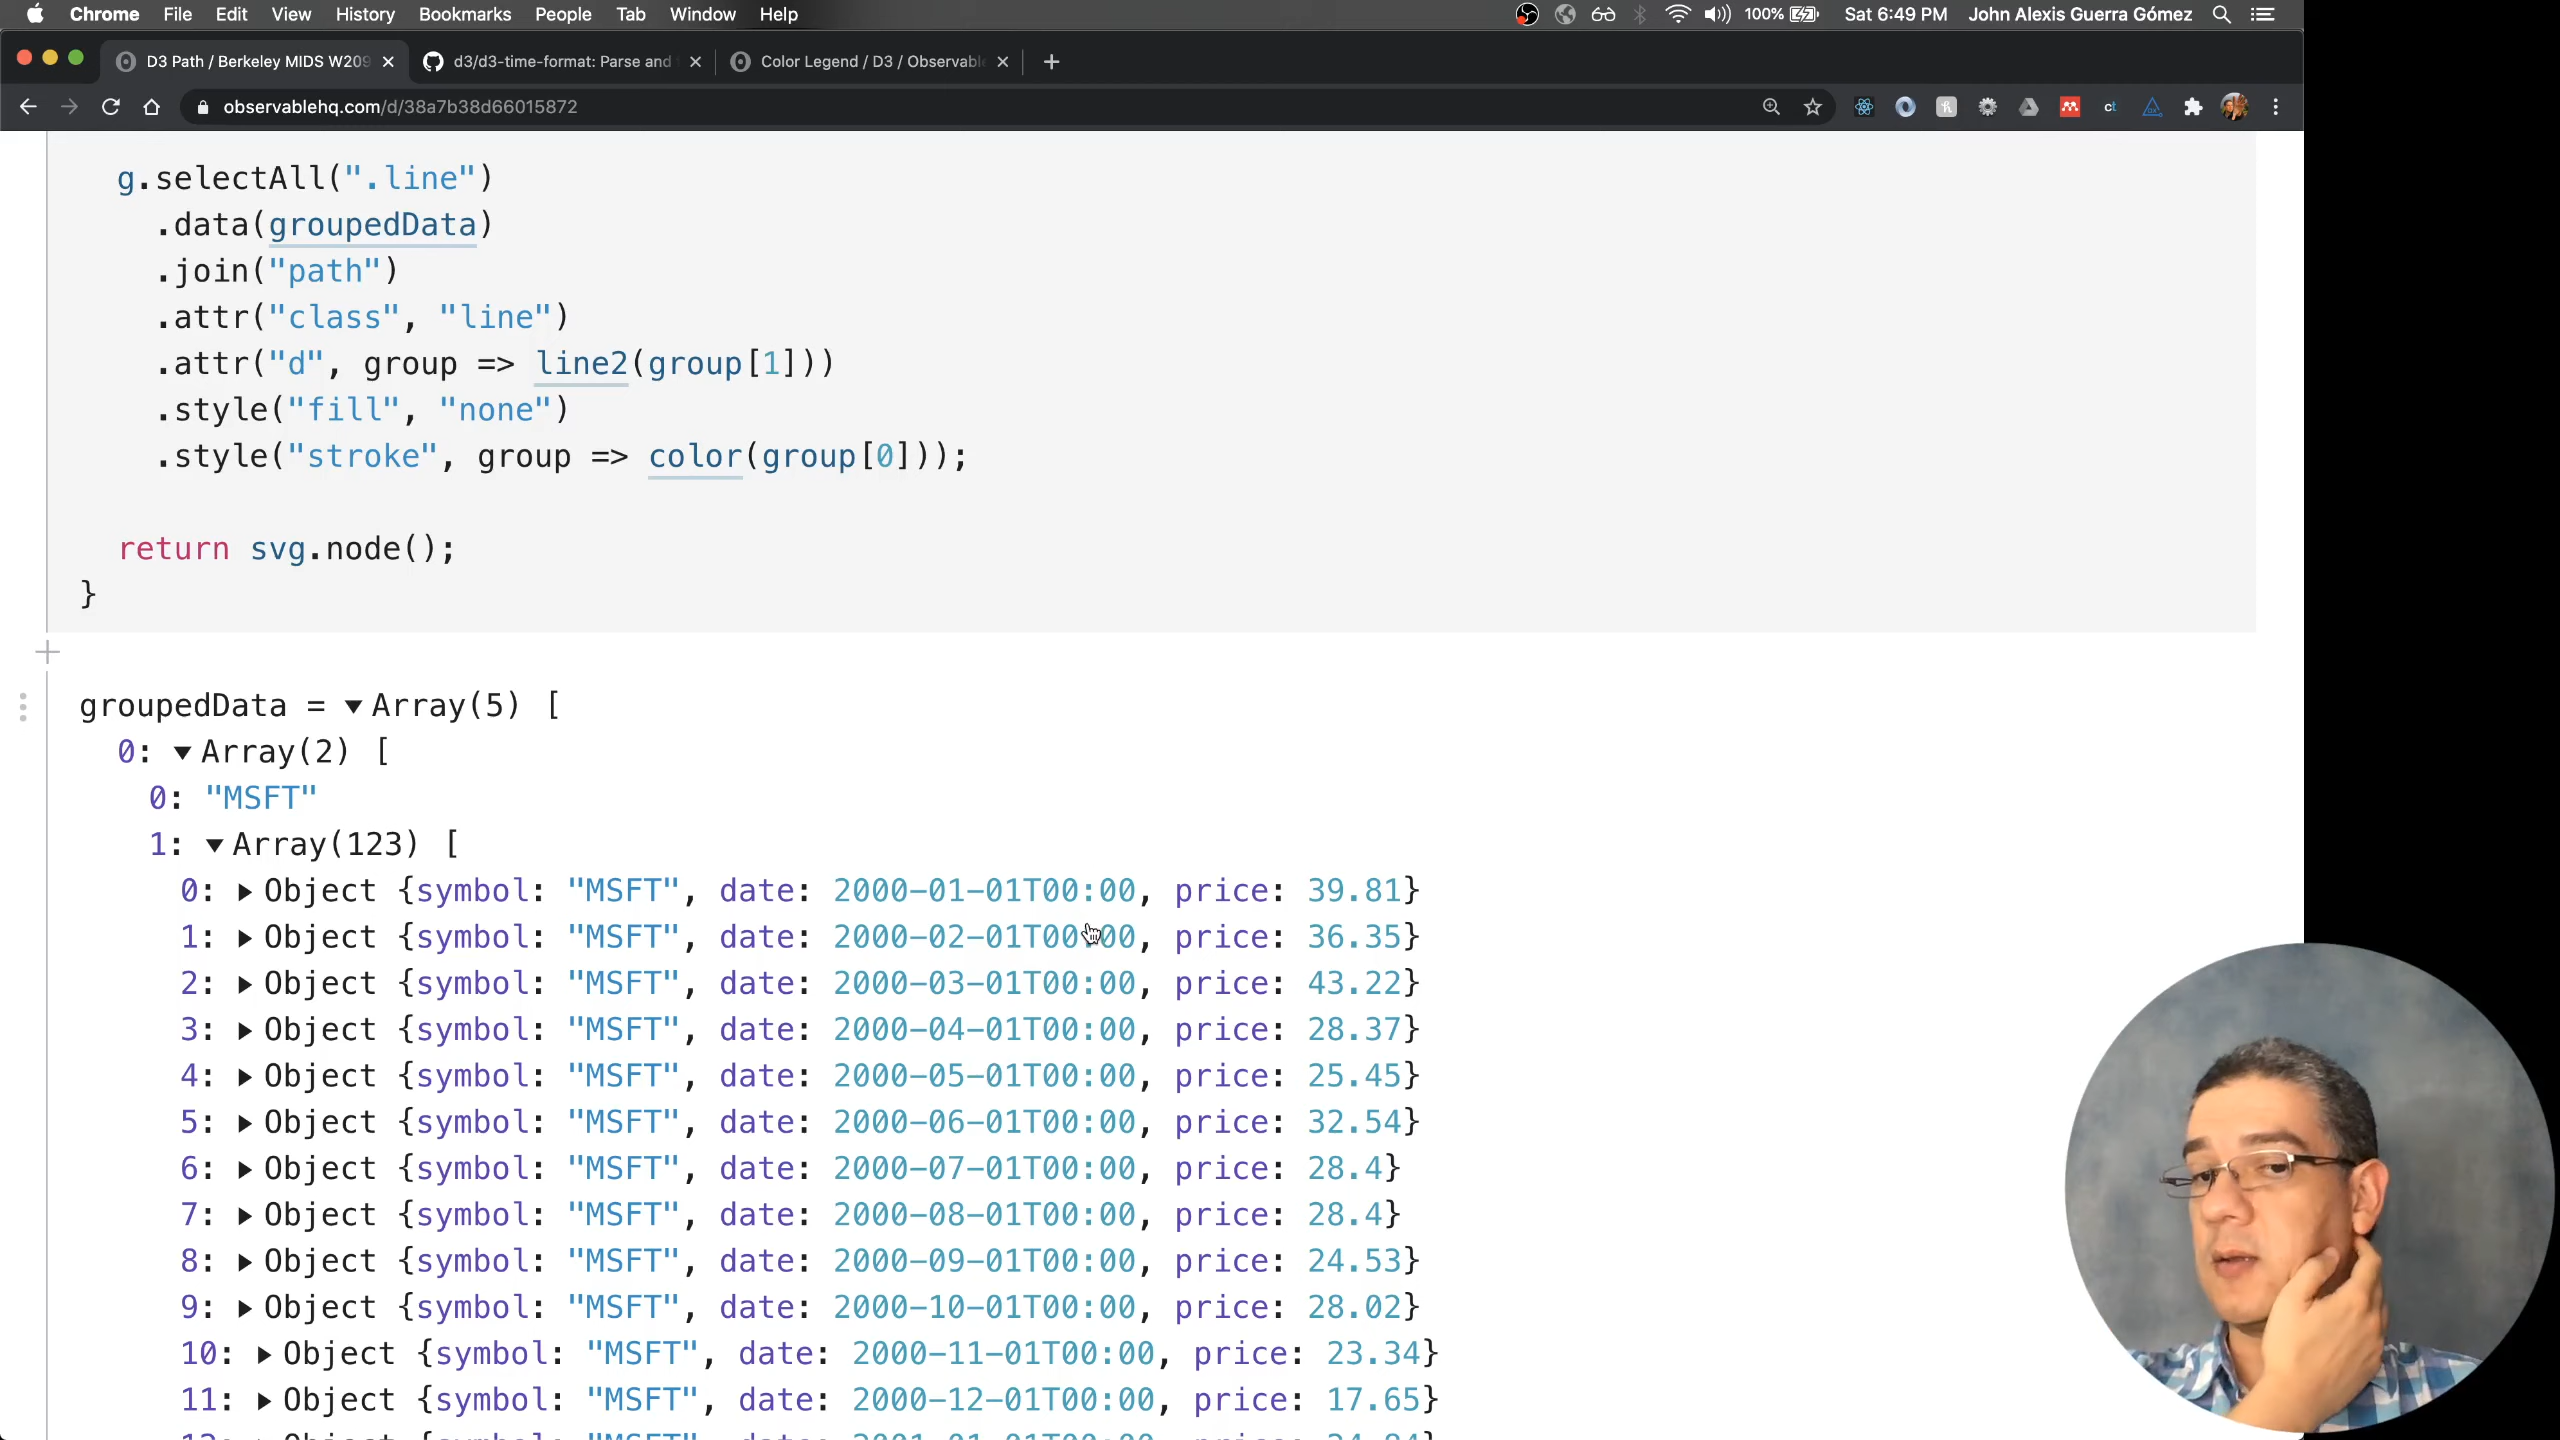 Chrome File Edit View History Bookmarks People Tab Window Help 100% Sat 6:49 PM John Alexis Guerra Gómez
D3 Path / Berkeley MIDS W209 d3/d3-time-format: Parse and Color Legend / D3 / Observabl
observablehq.com/d/38a7b38d66015872
g.selectAll(".line")
.data(groupedData)
.join("path")
.attr("class", "line")
.attr("d", group => line2(group[1]))
.style("fill", "none")
.style("stroke", group => color(group[0]));
return svg.node();
}
groupedData = ▼Array(5) [
0: ▼Array(2) [
0: "MSFT"
1: ▼Array(123) [
0: ▶Object {symbol: "MSFT", date: 2000-01-01T00:00, price: 39.81}
1: ▶Object {symbol: "MSFT", date: 2000-02-01T00:00, price: 36.35}
2: ▶Object {symbol: "MSFT", date: 2000-03-01T00:00, price: 43.22}
3: ▶Object {symbol: "MSFT", date: 2000-04-01T00:00, price: 28.37}
4: ▶Object {symbol: "MSFT", date: 2000-05-01T00:00, price: 25.45}
5: ▶Object {symbol: "MSFT", date: 2000-06-01T00:00, price: 32.54}
6: ▶Object {symbol: "MSFT", date: 2000-07-01T00:00, price: 28.4}
7: ▶Object {symbol: "MSFT", date: 2000-08-01T00:00, price: 28.4}
8: ▶Object {symbol: "MSFT", date: 2000-09-01T00:00, price: 24.53}
9: ▶Object {symbol: "MSFT", date: 2000-10-01T00:00, price: 28.02}
10: ▶Object {symbol: "MSFT", date: 2000-11-01T00:00, price: 23.34}
11: ▶Object {symbol: "MSFT", date: 2000-12-01T00:00, price: 17.65}